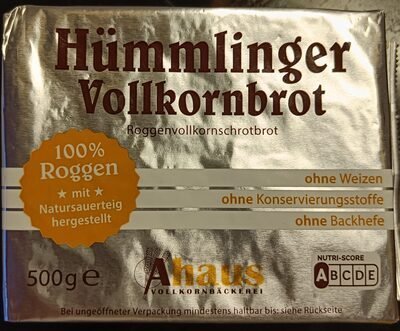 Hümmlinger
Vollkornbrot
Roggenvollkornschrotbrot
100%
Roggen
★ mit ★
Natursauerteig
hergestellt
ohne Weizen
ohne Konservierungsstoffe
ohne Backhefe
500g e
Ahaus
VOLLKORNBÄCKEREI
NUTRI-SCORE
ABCDE
Bei ungeöffneter Verpackung mindestens haltbar bis: siehe Rückseite